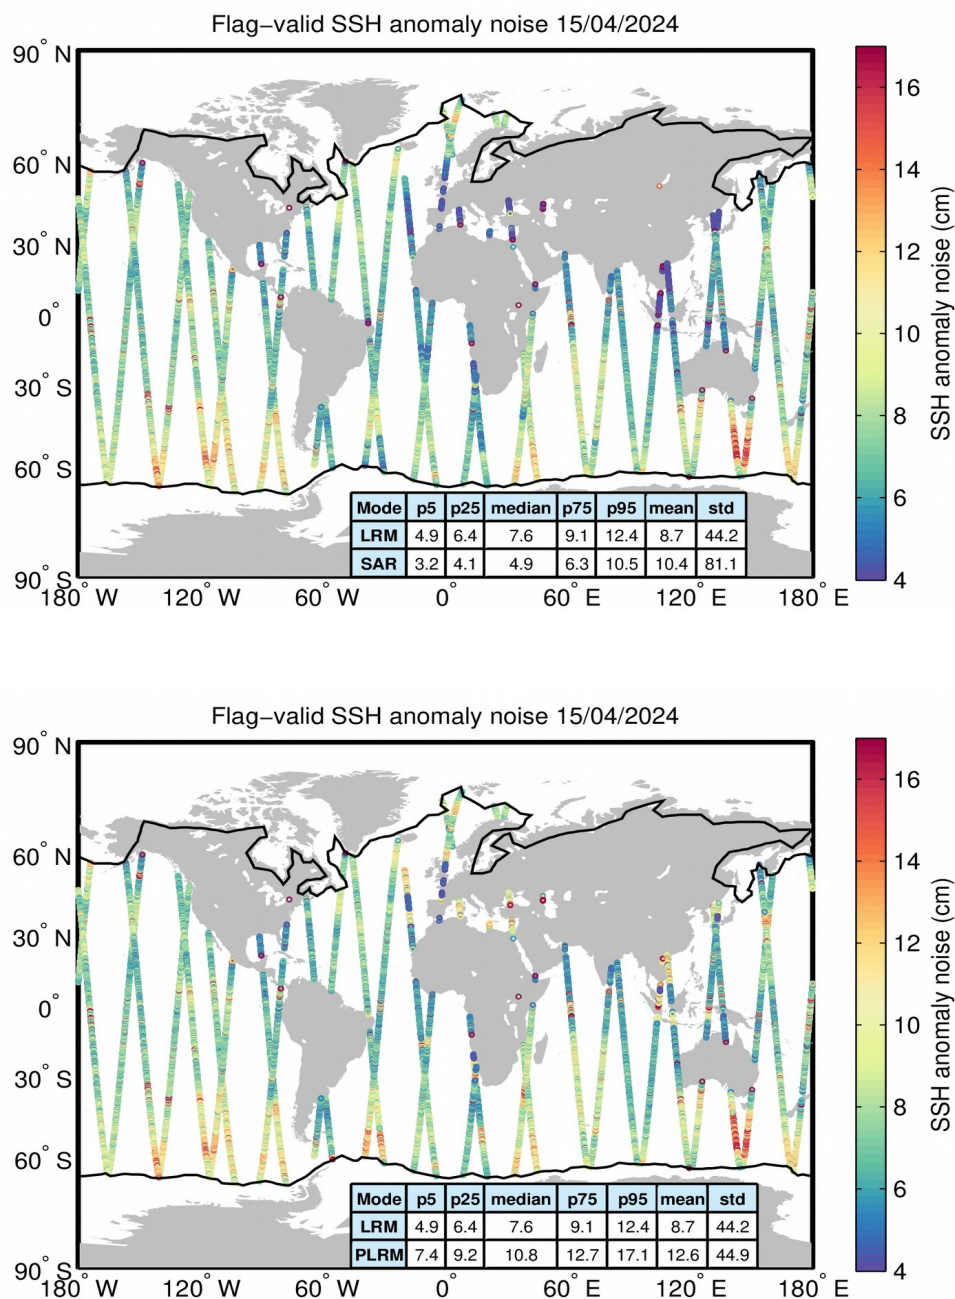 Flag−valid SSH anomaly noise 15/04/2024
90° N
60° N
30° N
0°
30° S
60° S
90° S
180° W 120° W 60° W 0° 60° E 120° E 180° E
Mode p5 p25 median p75 p95 mean std
LRM 4.9 6.4 7.6 9.1 12.4 8.7 44.2
SAR 3.2 4.1 4.9 6.3 10.5 10.4 81.1
16
14
12
10
8
6
4
SSH anomaly noise (cm)
Flag−valid SSH anomaly noise 15/04/2024
90° N
60° N
30° N
0°
30° S
60° S
90° S
180° W 120° W 60° W 0° 60° E 120° E 180° E
Mode p5 p25 median p75 p95 mean std
LRM 4.9 6.4 7.6 9.1 12.4 8.7 44.2
PLRM 7.4 9.2 10.8 12.7 17.1 12.6 44.9
16
14
12
10
8
6
4
SSH anomaly noise (cm)